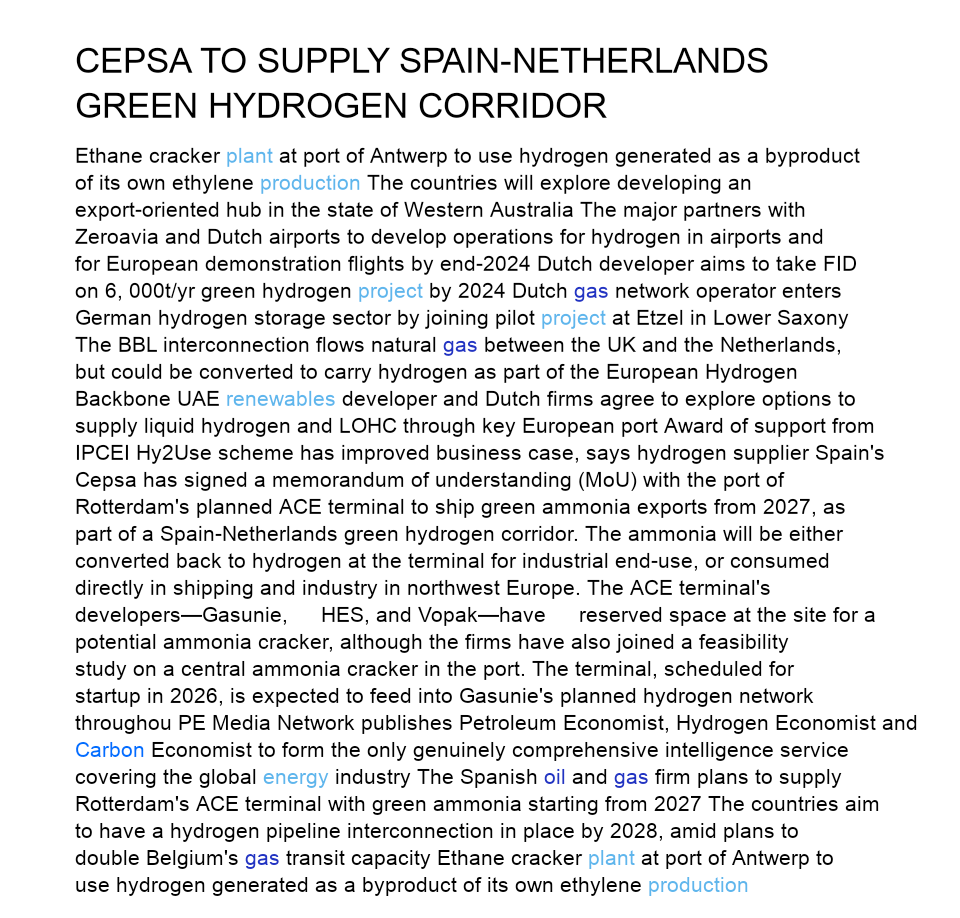 CEPSA TO SUPPLY SPAIN-NETHERLANDS
GREEN HYDROGEN CORRIDOR
Ethane cracker plant at port of Antwerp to use hydrogen generated as a byproduct
of its own ethylene production The countries will explore developing an
export-oriented hub in the state of Western Australia The major partners with
Zeroavia and Dutch airports to develop operations for hydrogen in airports and
for European demonstration flights by end-2024 Dutch developer aims to take FID
on 6, 000t/yr green hydrogen project by 2024 Dutch gas network operator enters
German hydrogen storage sector by joining pilot project at Etzel in Lower Saxony
The BBL interconnection flows natural gas between the UK and the Netherlands,
but could be converted to carry hydrogen as part of the European Hydrogen
Backbone UAE renewables developer and Dutch firms agree to explore options to
supply liquid hydrogen and LOHC through key European port Award of support from
IPCEI Hy2Use scheme has improved business case, says hydrogen supplier Spain's
Cepsa has signed a memorandum of understanding (MoU) with the port of
Rotterdam's planned ACE terminal to ship green ammonia exports from 2027, as
part of a Spain-Netherlands green hydrogen corridor. The ammonia will be either
converted back to hydrogen at the terminal for industrial end-use, or consumed
directly in shipping and industry in northwest Europe. The ACE terminal's
developers—Gasunie, HES, and Vopak—have reserved space at the site for a
potential ammonia cracker, although the firms have also joined a feasibility
study on a central ammonia cracker in the port. The terminal, scheduled for
startup in 2026, is expected to feed into Gasunie's planned hydrogen network
throughou PE Media Network publishes Petroleum Economist, Hydrogen Economist and
Carbon Economist to form the only genuinely comprehensive intelligence service
covering the global energy industry The Spanish oil and gas firm plans to supply
Rotterdam's ACE terminal with green ammonia starting from 2027 The countries aim
to have a hydrogen pipeline interconnection in place by 2028, amid plans to
double Belgium's gas transit capacity Ethane cracker plant at port of Antwerp to
use hydrogen generated as a byproduct of its own ethylene production